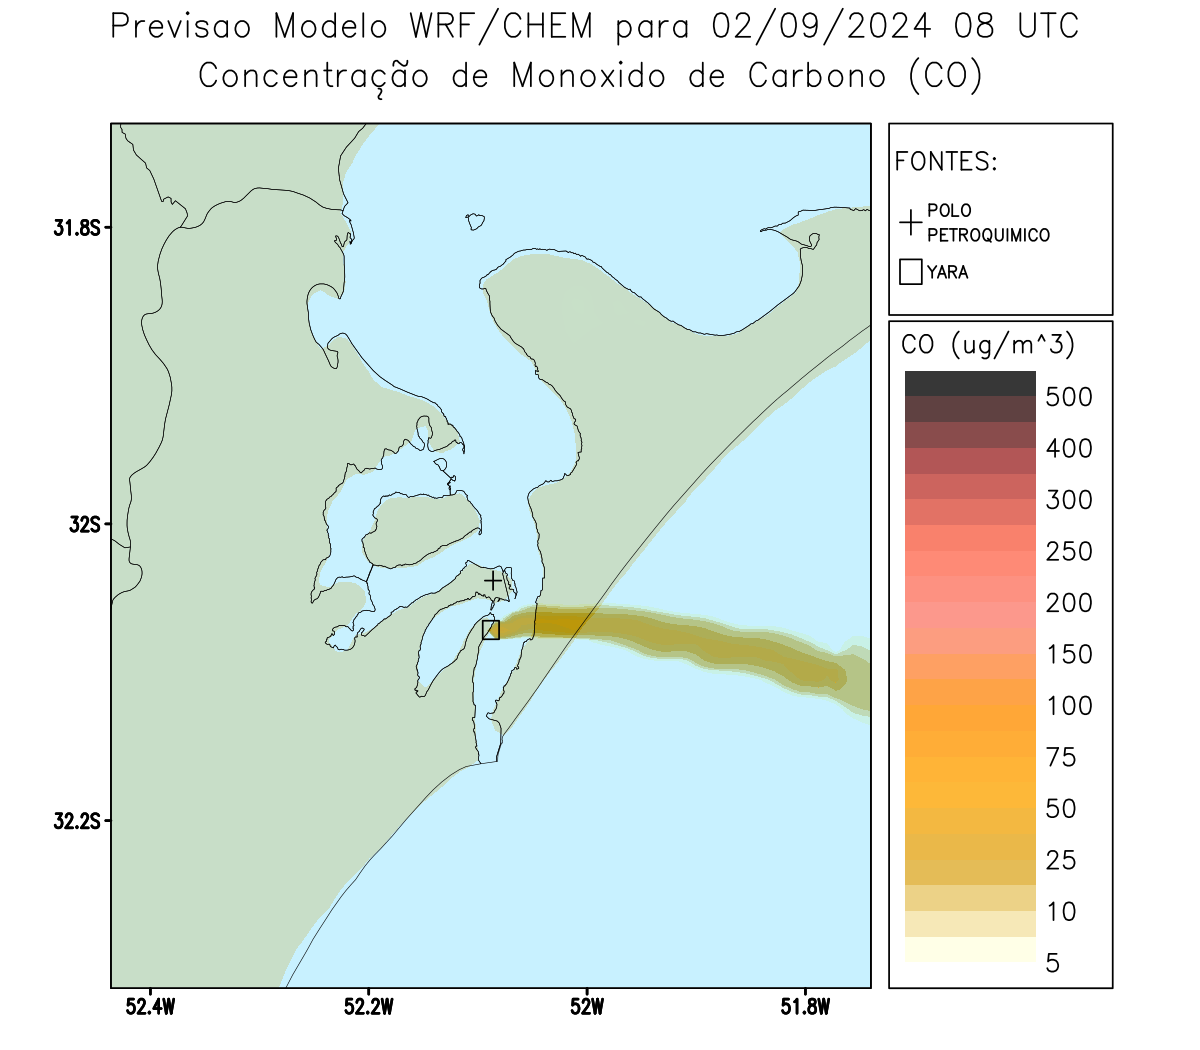 Previsao Modelo WRF/CHEM para 02/09/2024 08 UTC
Concentração de Monoxido de Carbono (CO)
FONTES:
POLO
PETROQUIMICO
YARA
CO (ug/m^3)
500
400
300
250
200
150
100
75
50
25
10
5
31.8S
32S
32.2S
52.4W
52.2W
52W
51.8W